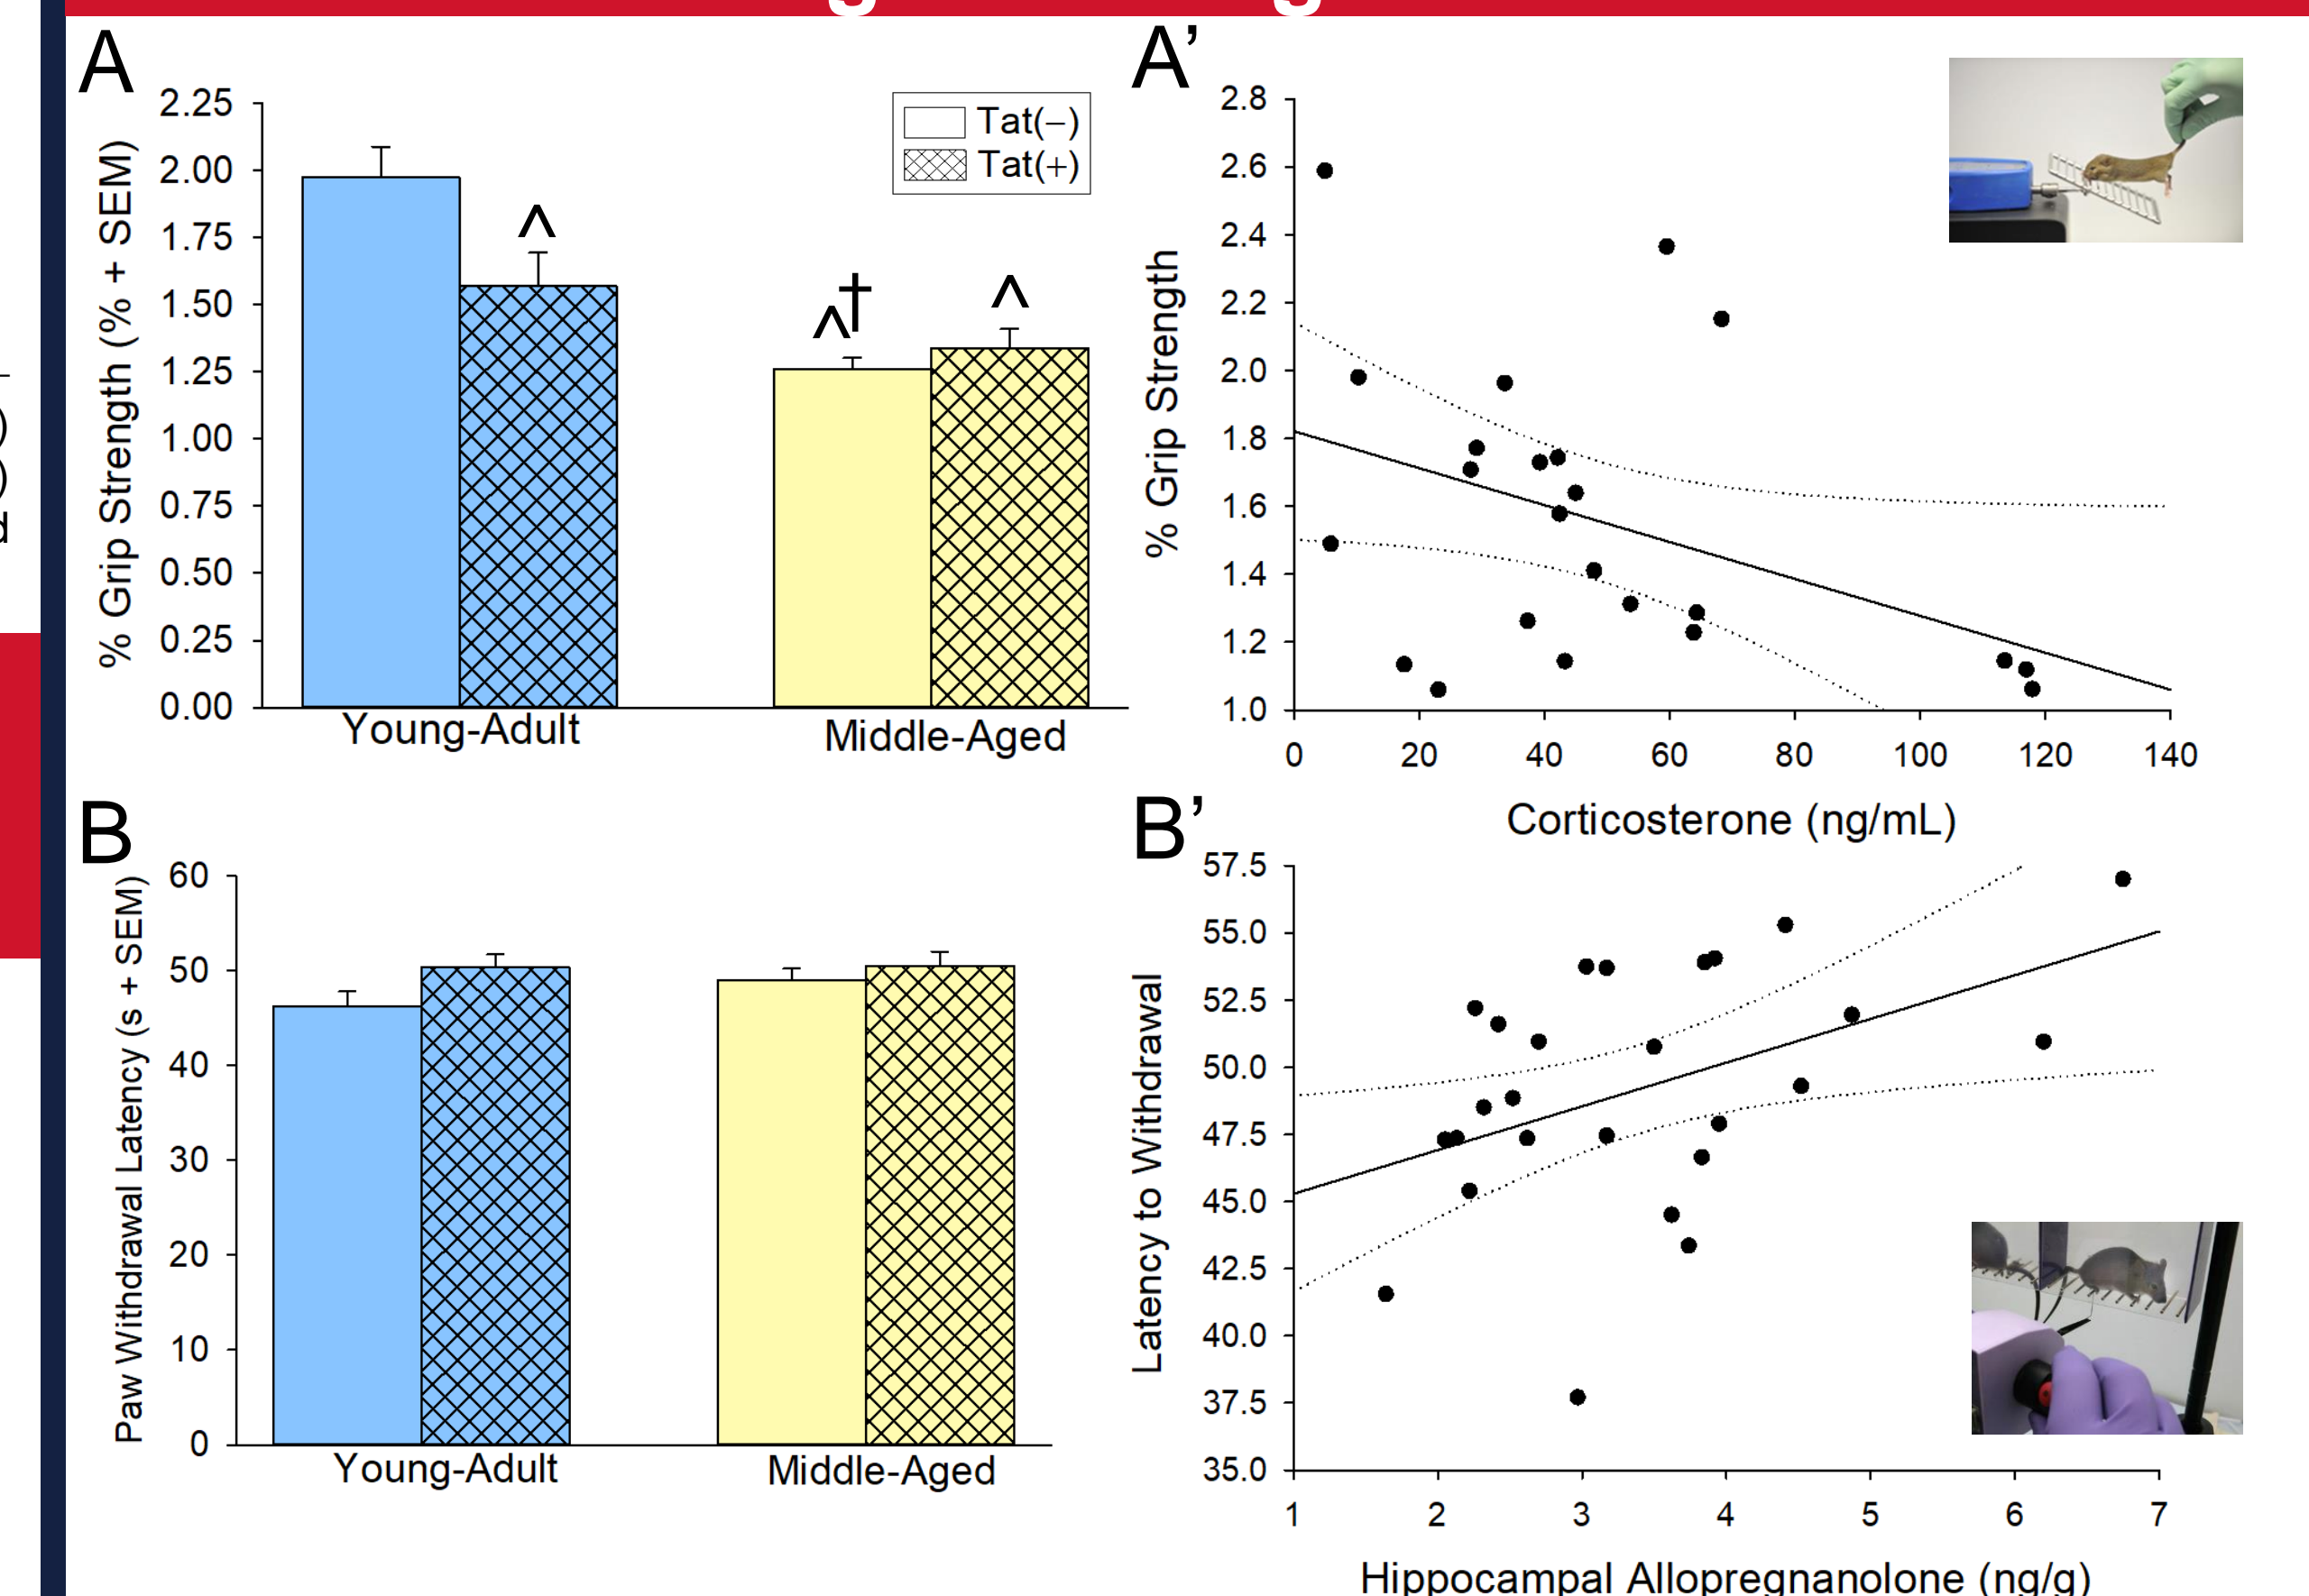 A
% Grip Strength (% + SEM)
2.25
2.00
1.75
1.50
1.25
1.00
0.75
0.50
0.25
0.00
Tat(−)
Tat(+)
^
^†
^
Young-Adult
Middle-Aged
A’
% Grip Strength
2.8
2.6
2.4
2.2
2.0
1.8
1.6
1.4
1.2
1.0
0 20 40 60 80 100 120 140
Corticosterone (ng/mL)
B
Paw Withdrawal Latency (s + SEM)
60
50
40
30
20
10
0
Young-Adult
Middle-Aged
B’
Latency to Withdrawal
57.5
55.0
52.5
50.0
47.5
45.0
42.5
40.0
37.5
35.0
1 2 3 4 5 6 7
Hippocampal Allopregnanolone (ng/g)